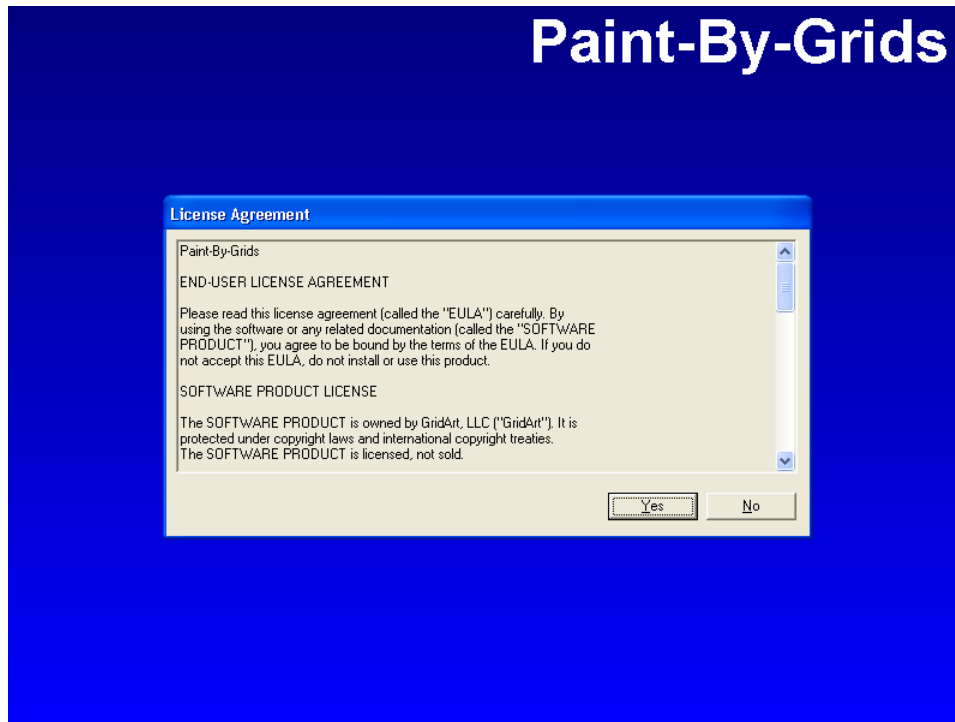 Paint-By-Grids
License Agreement
Paint-By-Grids
END-USER LICENSE AGREEMENT
Please read this license agreement (called the "EULA") carefully. By
using the software or any related documentation (called the "SOFTWARE
PRODUCT"), you agree to be bound by the terms of the EULA. If you do
not accept this EULA, do not install or use this product.
SOFTWARE PRODUCT LICENSE
The SOFTWARE PRODUCT is owned by GridArt, LLC ("GridArt"). It is
protected under copyright laws and international copyright treaties.
The SOFTWARE PRODUCT is licensed, not sold.
Yes No